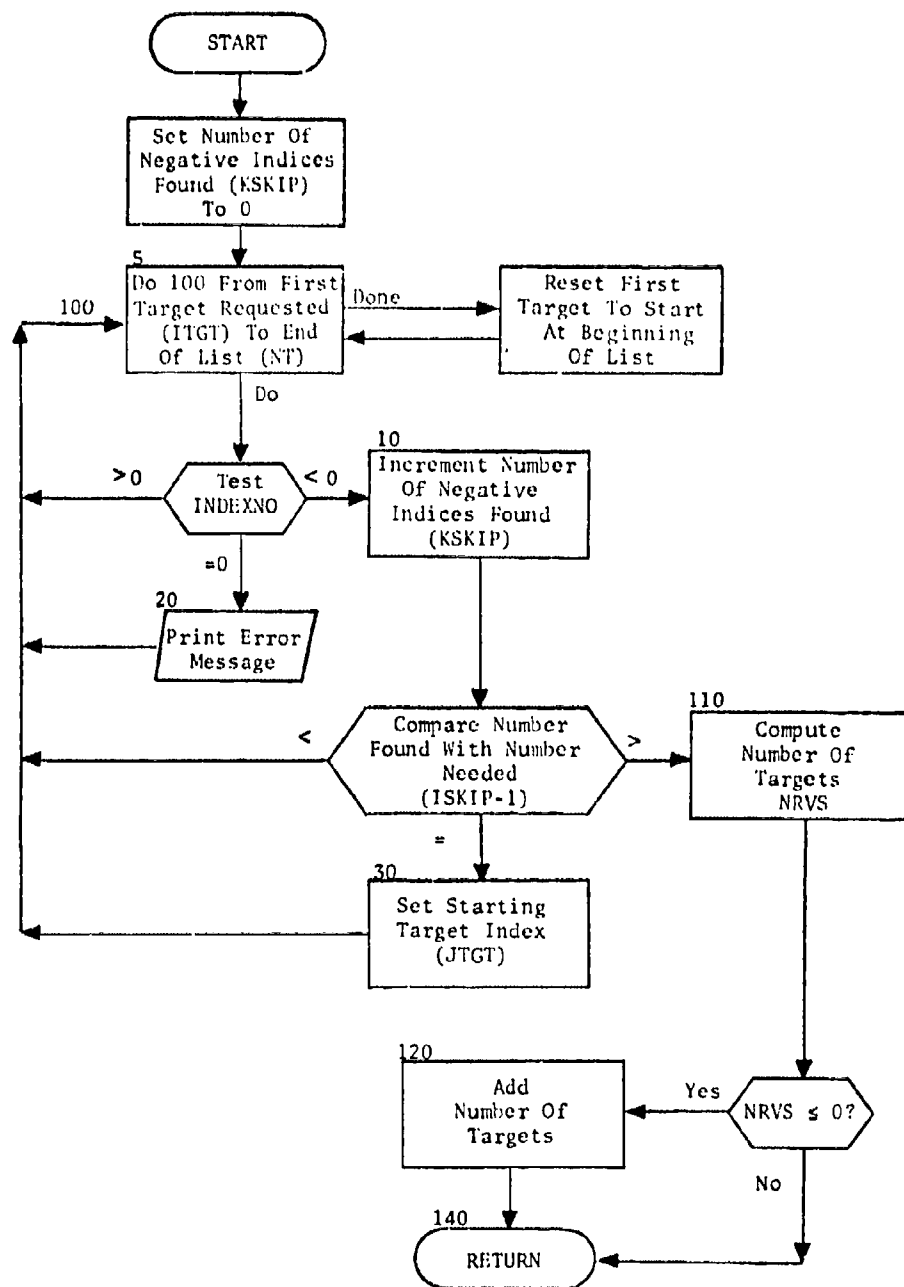 START
Set Number Of
Negative Indices
Found (KSKIP)
To 0
5
Do 100 From First
Target Requested
(ITGT) To End
Of List (NT)
Done
Reset First
Target To Start
At Beginning
Of List
100
Do
>0
Test
INDEXNO
<0
10
Increment Number
Of Negative
Indices Found
(KSKIP)
=0
20
Print Error
Message
<
Compare Number
Found With Number
Needed
(ISKIP-1)
>
110
Compute
Number Of
Targets
NRVS
=
30
Set Starting
Target Index
(JTGT)
120
Add
Number Of
Targets
Yes
NRVS ≤ 0?
No
140
RETURN